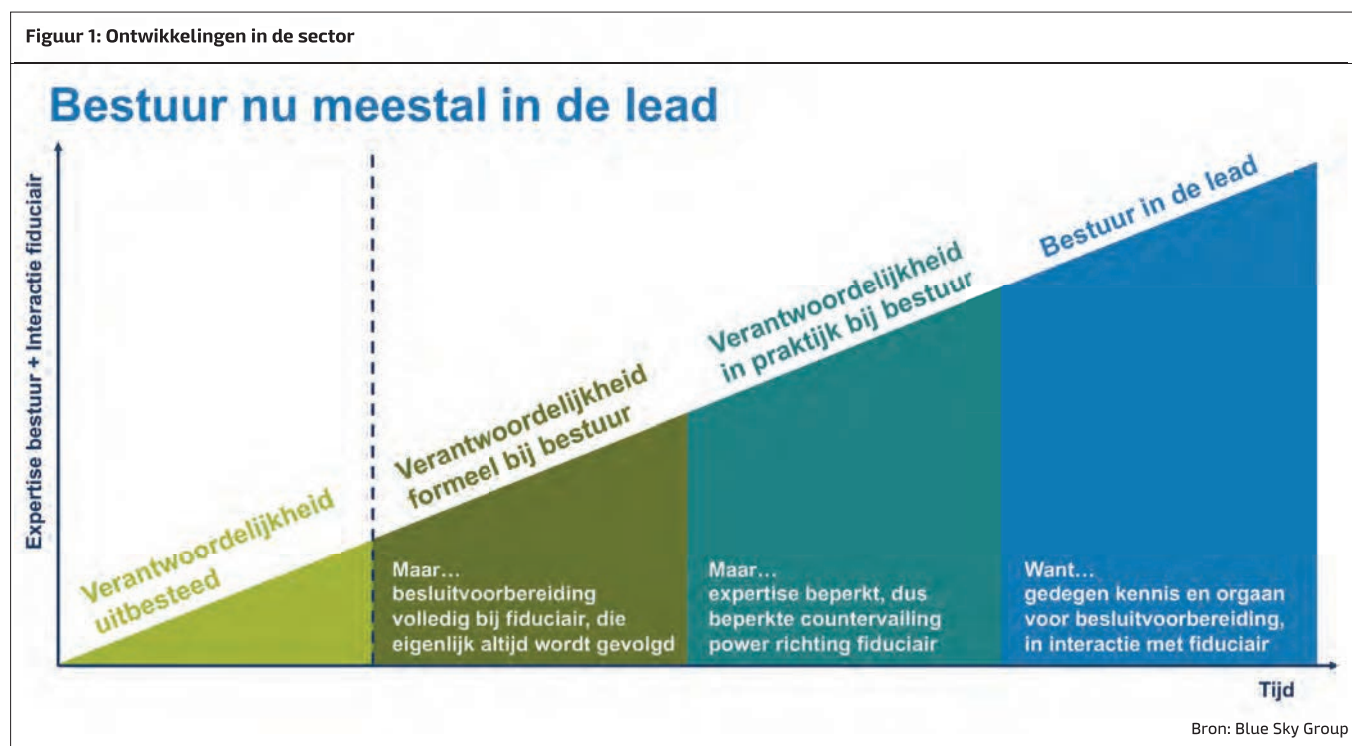 Figuur 1: Ontwikkelingen in de sector
Bestuur nu meestal in de lead
Expertise bestuur + Interactie fiduciair
Verantwoordelijkheid
uitbesteed
Verantwoordelijkheid
formeel bij bestuur
Maar...
besluitvoorbereiding
volledig bij fiduciair, die
eigenlijk altijd wordt gevolgd
Verantwoordelijkheid
in praktijk bij bestuur
Maar...
expertise beperkt, dus
beperkte countervailing
power richting fiduciair
Bestuur in de lead
Want...
gedegen kennis en orgaan
voor besluitvoorbereiding,
in interactie met fiduciair
Tijd
Bron: Blue Sky Group